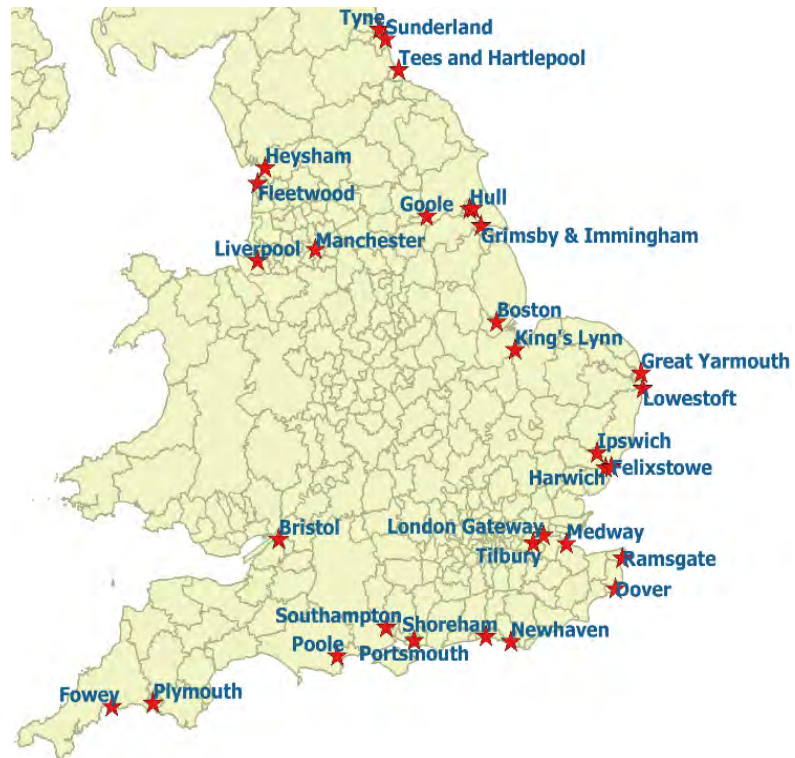 Tyne
Sunderland
Tees and Hartlepool
Heysham
Fleetwood
Goole
Hull
Grimsby & Immingham
Liverpool
Manchester
Boston
King's Lynn
Great Yarmouth
Lowestoft
Ipswich
Harwich
Felixstowe
Bristol
London Gateway
Medway
Tilbury
Ramsgate
Dover
Southampton
Shoreham
Newhaven
Poole
Portsmouth
Fowey
Plymouth